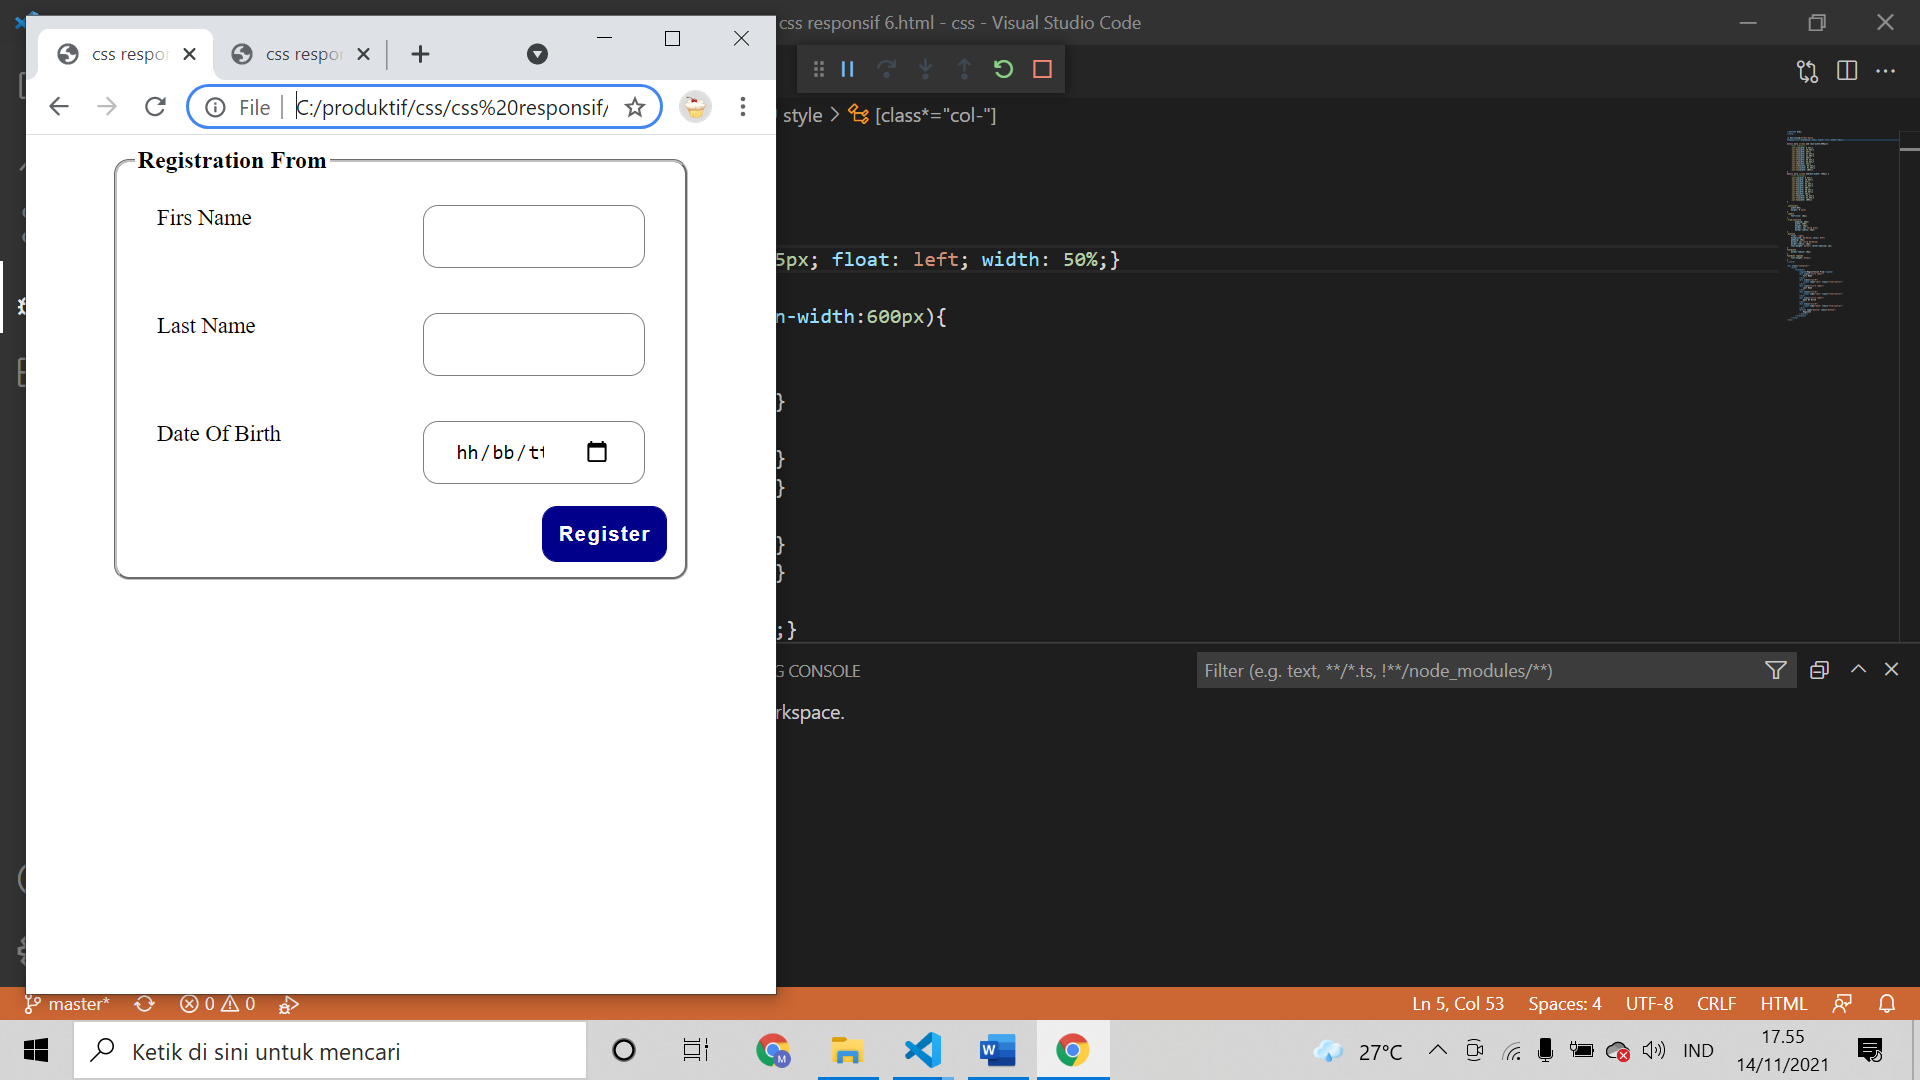 css responsif 6.html - css - Visual Studio Code
css respo
css respo
File
C:/produktif/css/css%20responsif/
style > [class*="col-"]
Registration From
Firs Name
Last Name
Date Of Birth
hh/bb/tt
Register
5px; float: left; width: 50%;}
n-width:600px){
}
}
}
}
}
;}
G CONSOLE
Filter (e.g. text, **/*.ts, !**/node_modules/**)
rkspace.
master*
0
0
Ln 5, Col 53
Spaces: 4
UTF-8
CRLF
HTML
Ketik di sini untuk mencari
M
W
27°C
IND
17.55
14/11/2021